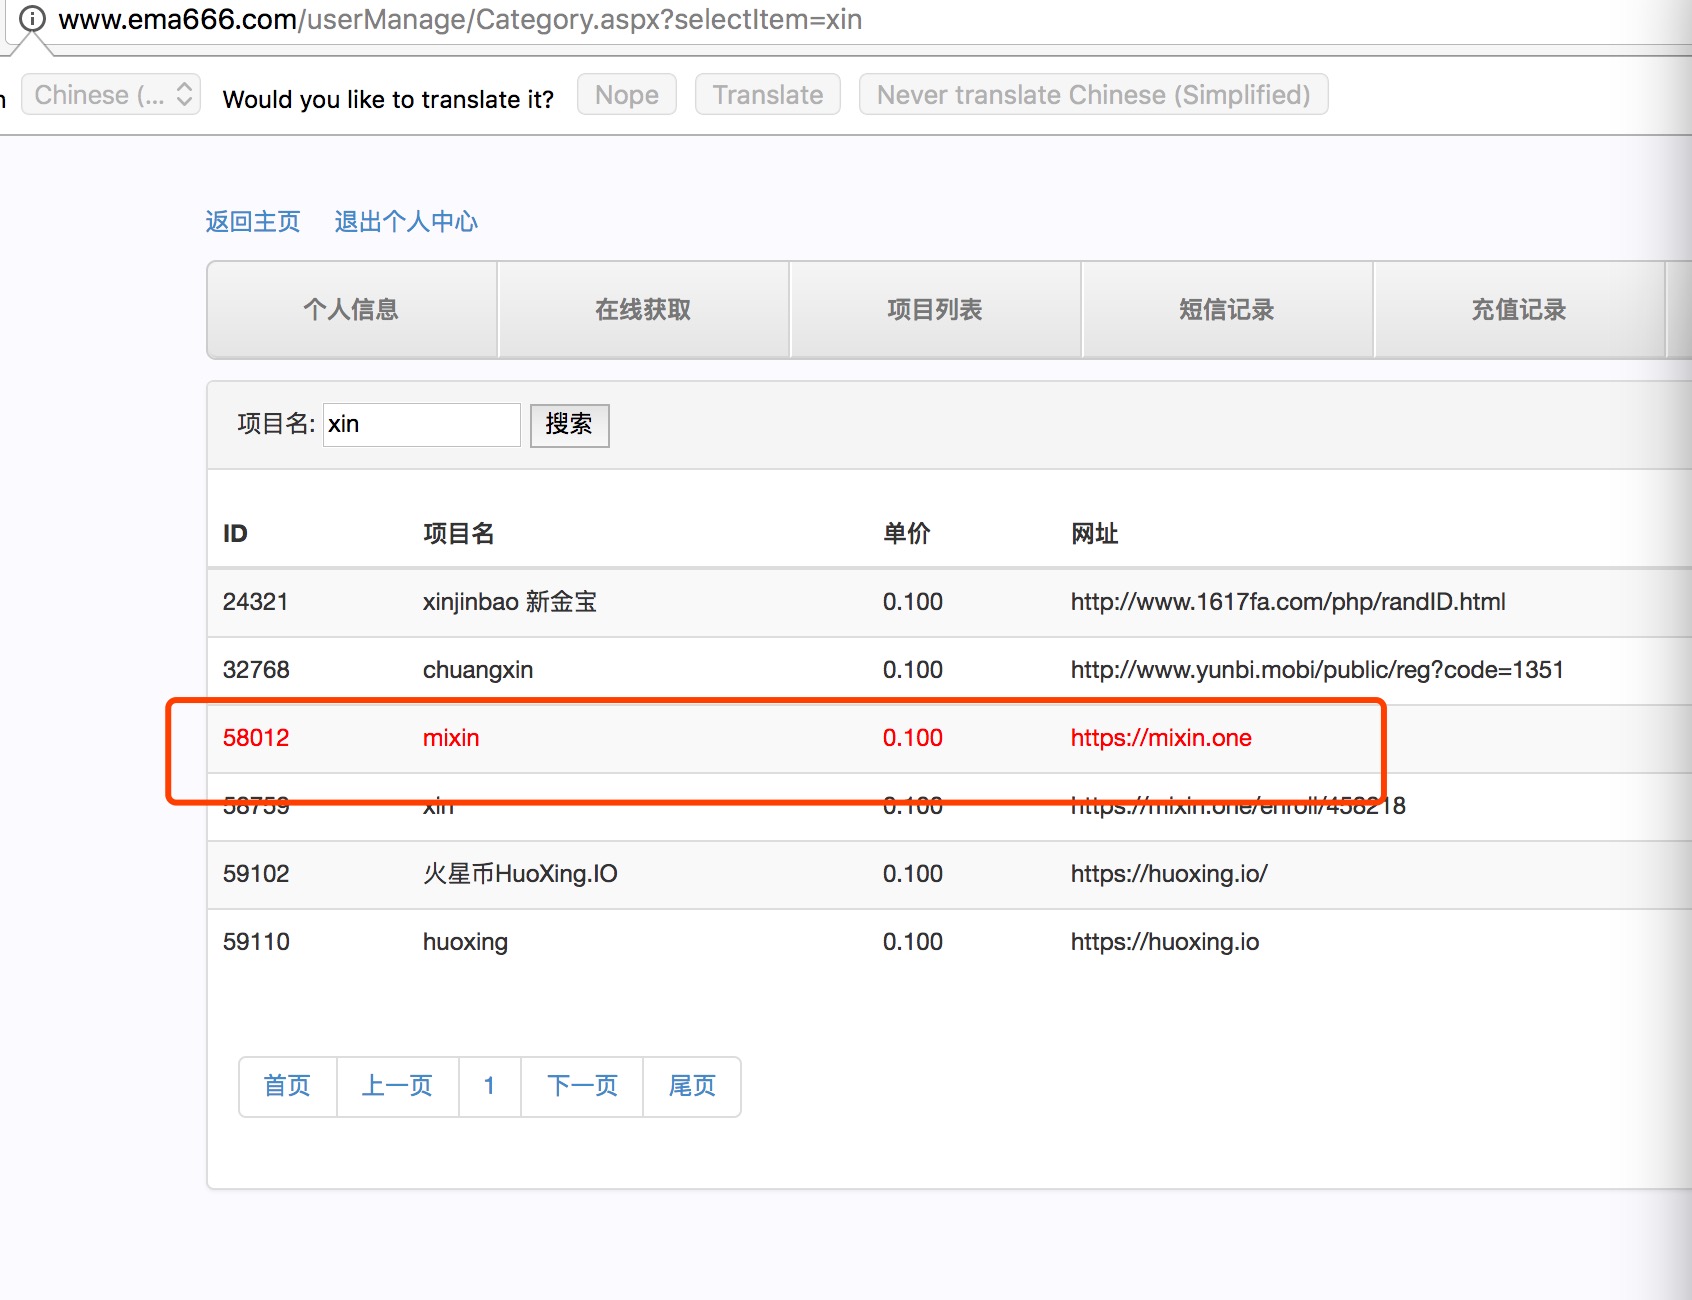 www.ema666.com/userManage/Category.aspx?selectItem=xin
Chinese (... Would you like to translate it? Nope Translate Never translate Chinese (Simplified)
返回主页 退出个人中心
个人信息 在线获取 项目列表 短信记录 充值记录
项目名: xin 搜索
ID 项目名 单价 网址
24321 xinjinbao 新金宝 0.100 http://www.1617fa.com/php/randID.html
32768 chuangxin 0.100 http://www.yunbi.mobi/public/reg?code=1351
58012 mixin 0.100 https://mixin.one
58759 xin 0.100 https://mixin.one/enroll/458218
59102 火星币HuoXing.IO 0.100 https://huoxing.io/
59110 huoxing 0.100 https://huoxing.io
首页 上一页 1 下一页 尾页